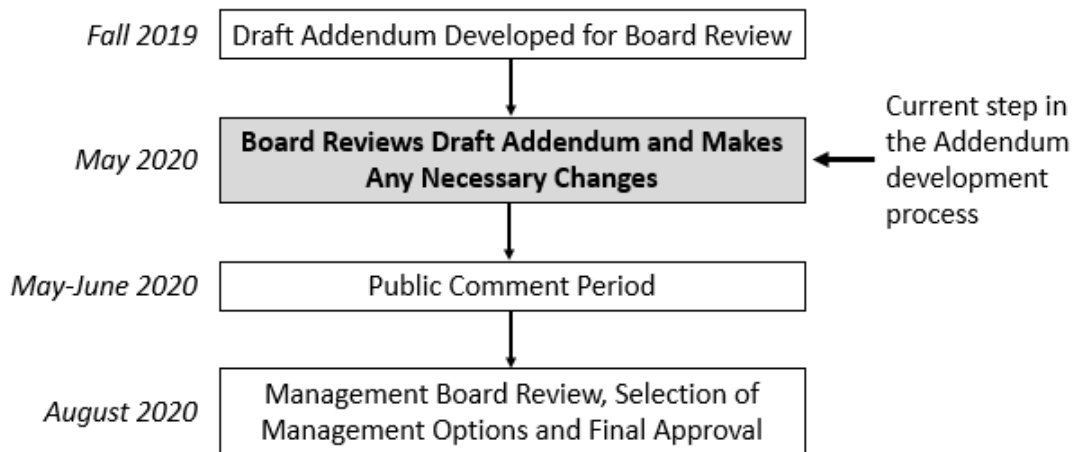 Fall 2019
Draft Addendum Developed for Board Review
May 2020
Board Reviews Draft Addendum and Makes
Any Necessary Changes
Current step in
the Addendum
development
process
May-June 2020
Public Comment Period
August 2020
Management Board Review, Selection of
Management Options and Final Approval